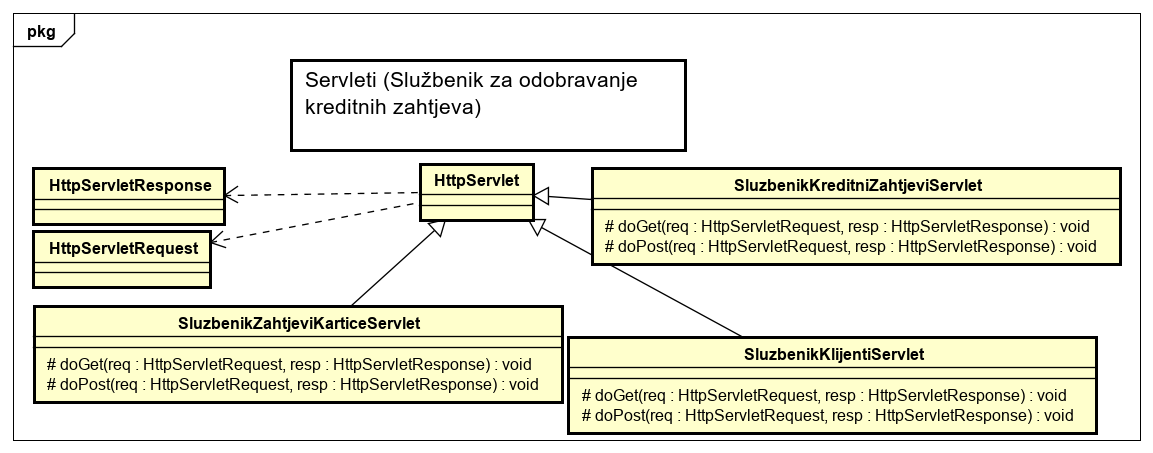 pkg
Servleti (Službenik za odobravanje
kreditnih zahtjeva)
HttpServletResponse
HttpServlet
SluzbenikKreditniZahtjeviServlet
# doGet(req : HttpServletRequest, resp : HttpServletResponse) : void
# doPost(req : HttpServletRequest, resp : HttpServletResponse) : void
HttpServletRequest
SluzbenikZahtjeviKarticeServlet
# doGet(req : HttpServletRequest, resp : HttpServletResponse) : void
# doPost(req : HttpServletRequest, resp : HttpServletResponse) : void
SluzbenikKlijentiServlet
# doGet(req : HttpServletRequest, resp : HttpServletResponse) : void
# doPost(req : HttpServletRequest, resp : HttpServletResponse) : void